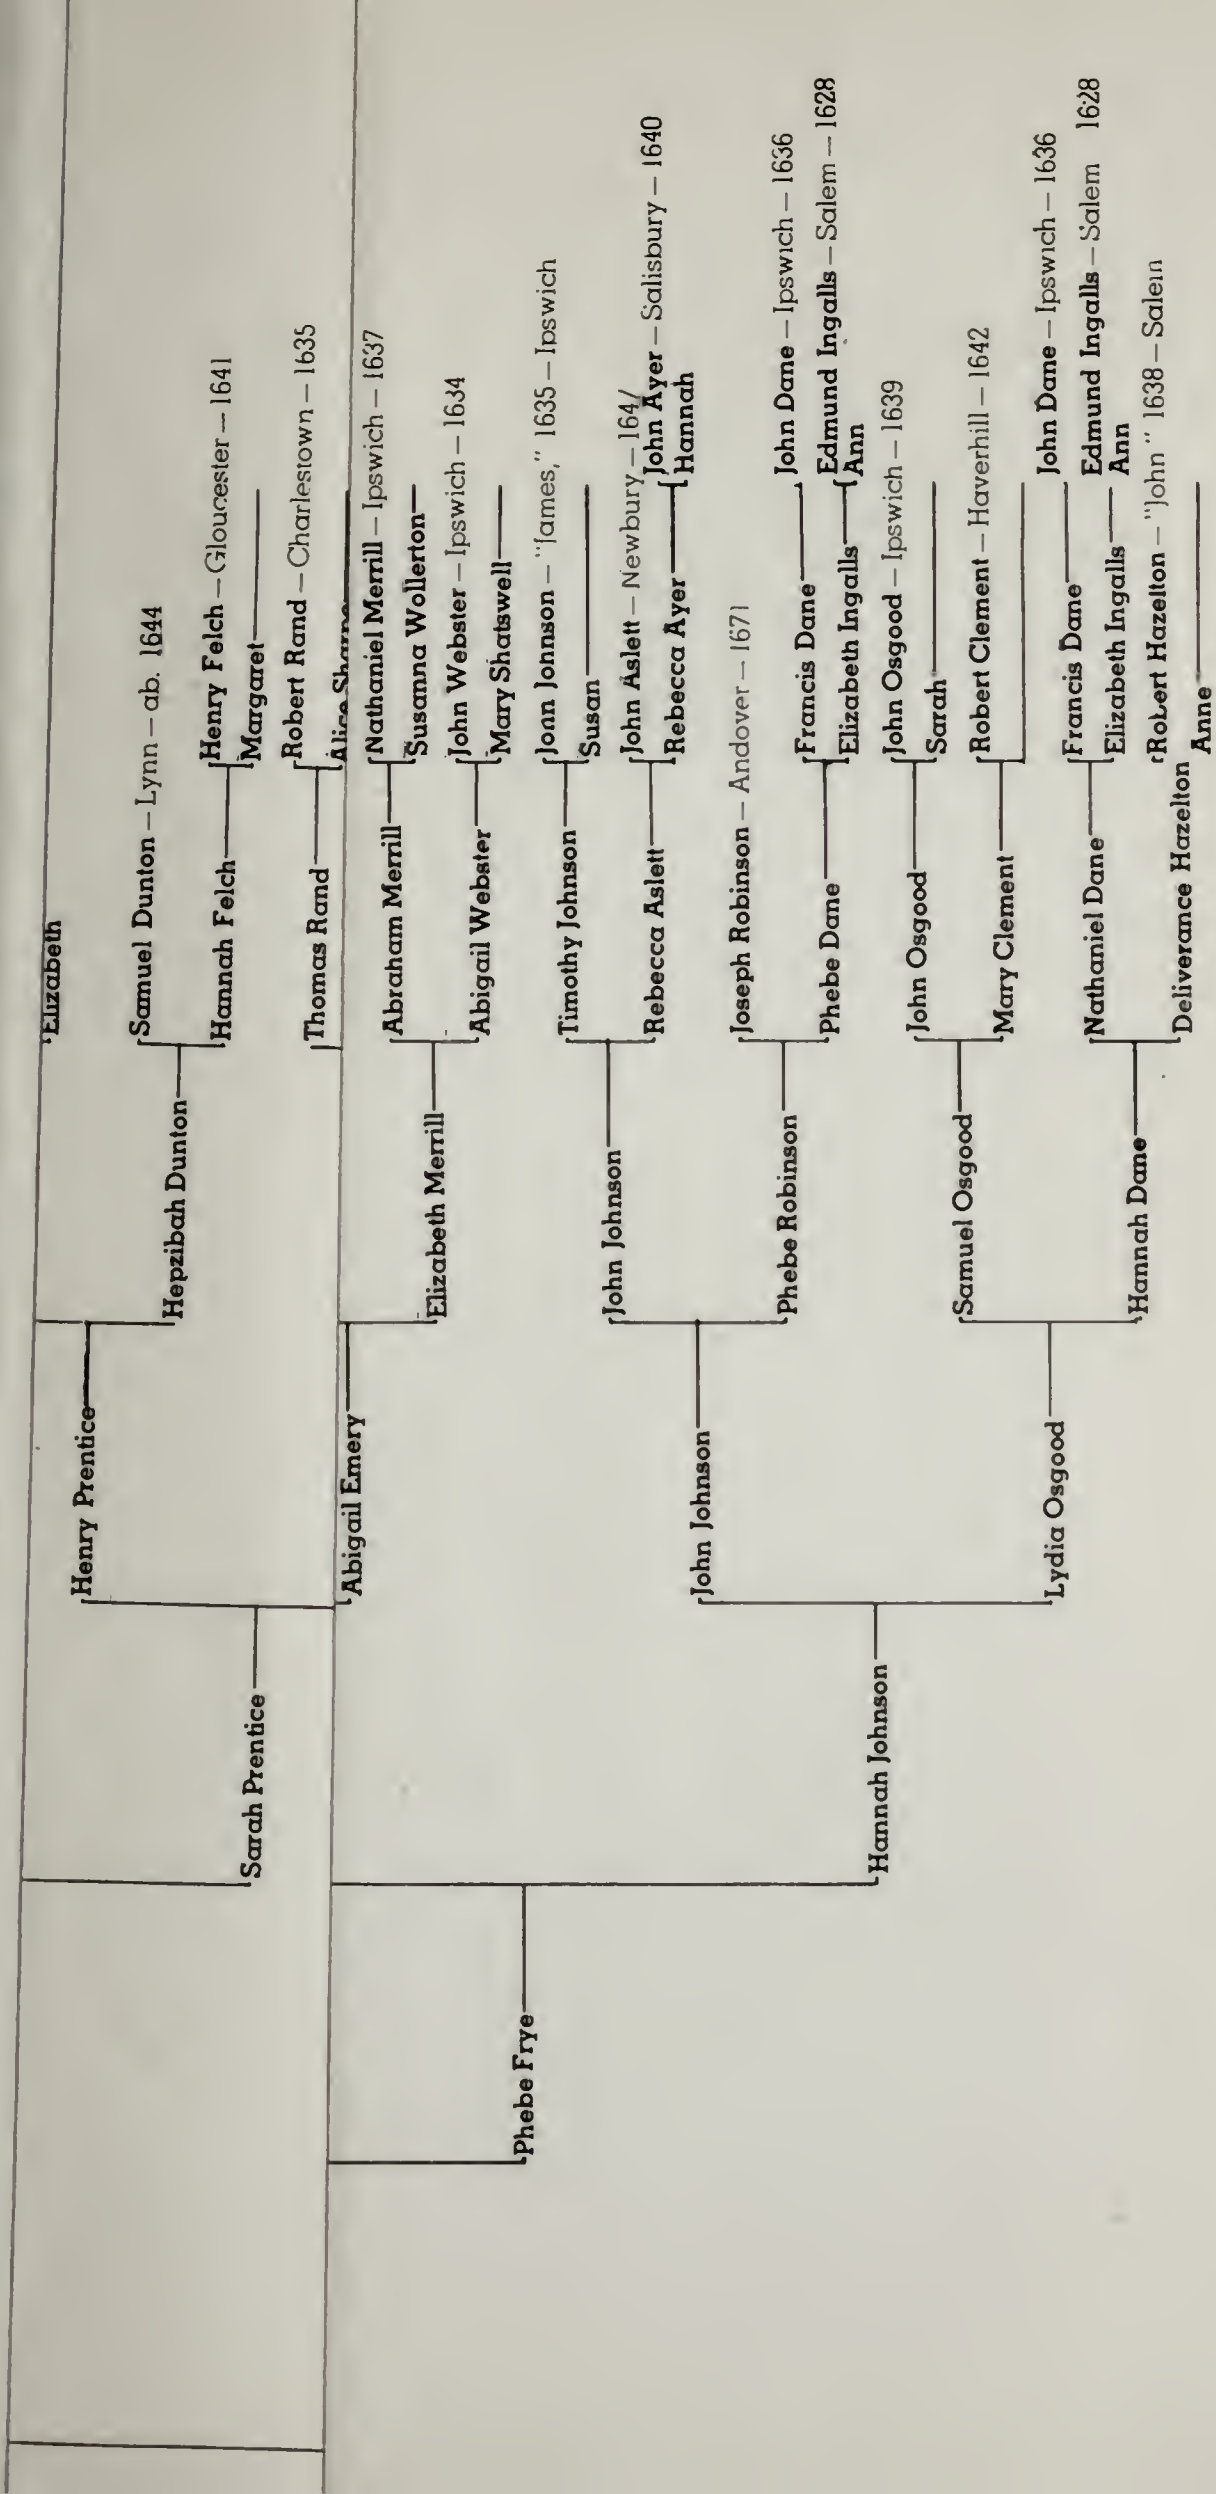 Elizabeth
Samuel Dunton — Lynn — ab. 1644
Henry Felch — Gloucester — 1641
Hannah Felch
Margaret
Hepzibah Dunton
Henry Prentice
Robert Rand — Charlestown — 1635
Thomas Rand
Alice Sharpe
Sarah Prentice
Nathaniel Merrill — Ipswich — 1637
Abraham Merrill
Susanna Wollerton
Elizabeth Merrill
John Webster — Ipswich — 1634
Abigail Webster
Mary Shatswell
Abigail Emery
Jonn Johnson — "James," 1635 — Ipswich
Timothy Johnson
Susan
John Johnson
John Aslett — Newbury —
Rebecca Aslett
John Ayer — Salisbury — 1640
Rebecca Ayer
Hannah
John Johnson
Joseph Robinson — Andover — 1671
Phebe Robinson
John Dane — Ipswich — 1636
Francis Dane
Phebe Dane
Edmund Ingalls — Salem — 1628
Elizabeth Ingalls
Ann
Phebe Frye
Hannah Johnson
John Osgood — Ipswich — 1639
John Osgood
Sarah
Samuel Osgood
Robert Clement — Haverhill — 1642
Mary Clement
Lydia Osgood
John Dane — Ipswich — 1636
Francis Dane
Nathaniel Dane
Edmund Ingalls — Salem 1628
Elizabeth Ingalls
Ann
Hannah Dane
Robert Hazelton — "John" 1638 — Salem
Deliverance Hazelton
Anne